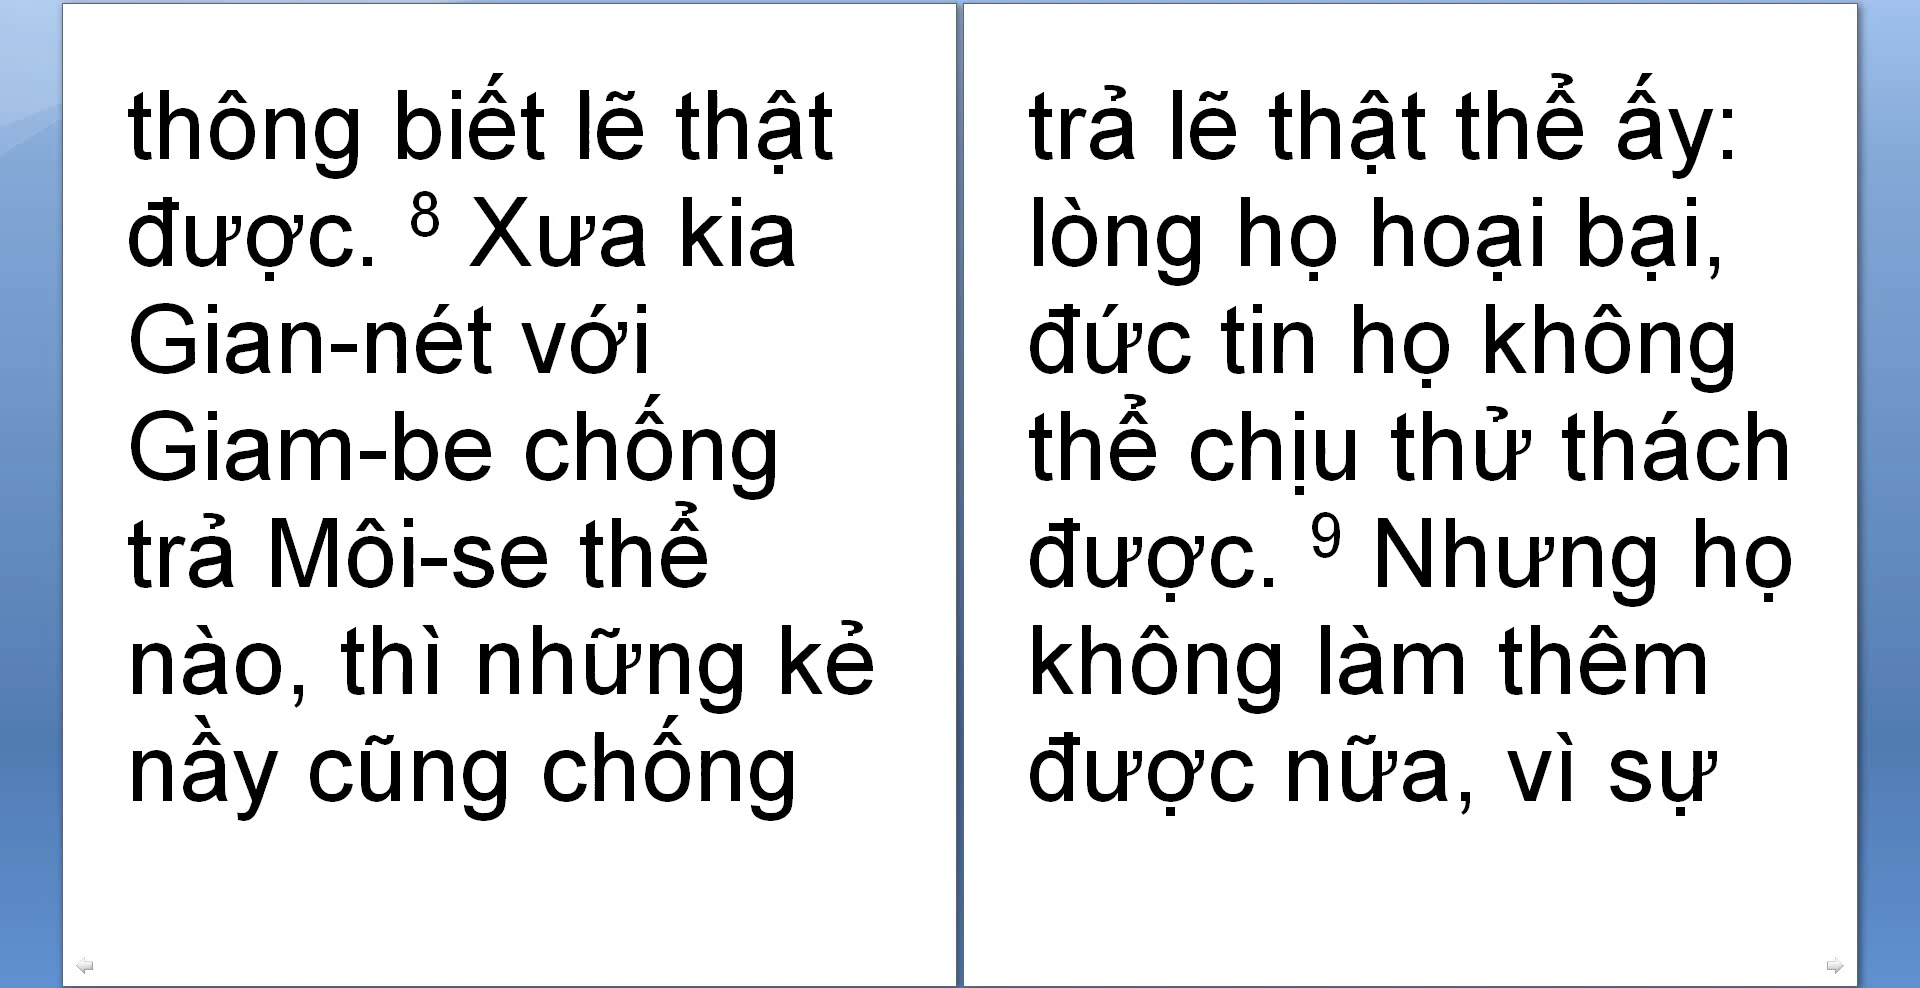 thông biết lẽ thật
được. 8 Xưa kia
Gian-nét với
Giam-be chống
trả Môi-se thể
nào, thì những kẻ
nầy cũng chống
trả lẽ thật thể ấy:
lòng họ hoại bại,
đức tin họ không
thể chịu thử thách
được. 9 Nhưng họ
không làm thêm
được nữa, vì sự